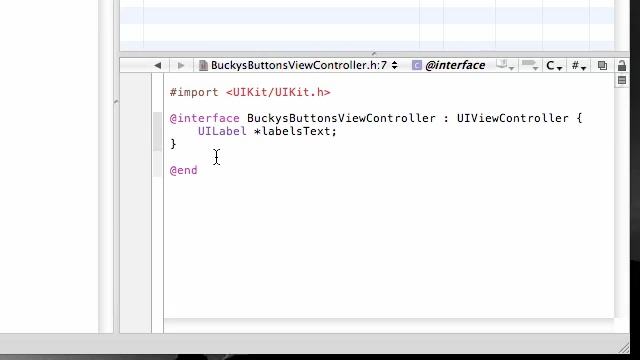 BuckysButtonsViewController.h:7 C @interface C #
#import <UIKit/UIKit.h>
@interface BuckysButtonsViewController : UIViewController {
UILabel *labelsText;
}
@end